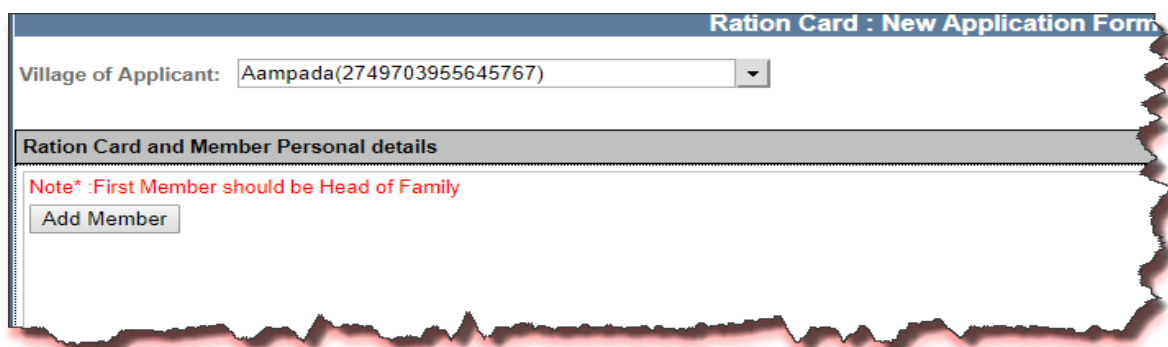 Ration Card : New Application Form
Village of Applicant: Aampada(2749703955645767)
Ration Card and Member Personal details
Note* :First Member should be Head of Family
Add Member